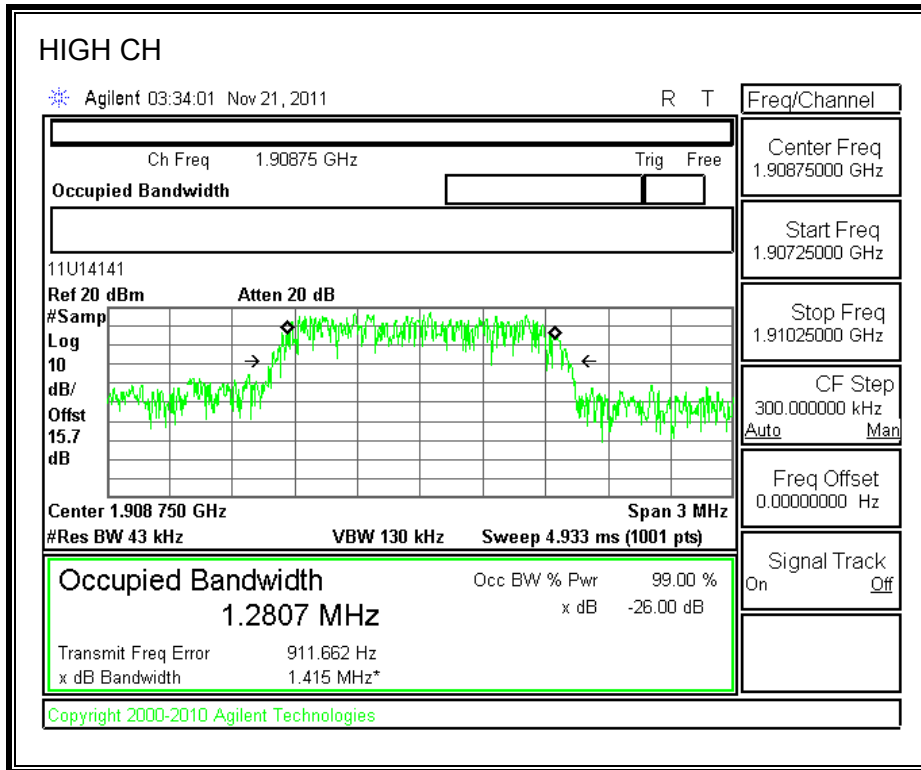 HIGH CH
Agilent 03:34:01 Nov 21, 2011 R T
Freq/Channel
Ch Freq 1.90875 GHz Trig Free
Occupied Bandwidth
Center Freq
1.90875000 GHz
Start Freq
1.90725000 GHz
Stop Freq
1.91025000 GHz
CF Step
300.000000 kHz
Auto Man
Freq Offset
0.00000000 Hz
Signal Track
On Off
11U14141
Ref 20 dBm Atten 20 dB
#Samp
Log
10
dB/
Offst
15.7
dB
Center 1.908 750 GHz Span 3 MHz
#Res BW 43 kHz VBW 130 kHz Sweep 4.933 ms (1001 pts)
Occupied Bandwidth Occ BW % Pwr 99.00 %
1.2807 MHz x dB -26.00 dB
Transmit Freq Error 911.662 Hz
x dB Bandwidth 1.415 MHz*
Copyright 2000-2010 Agilent Technologies